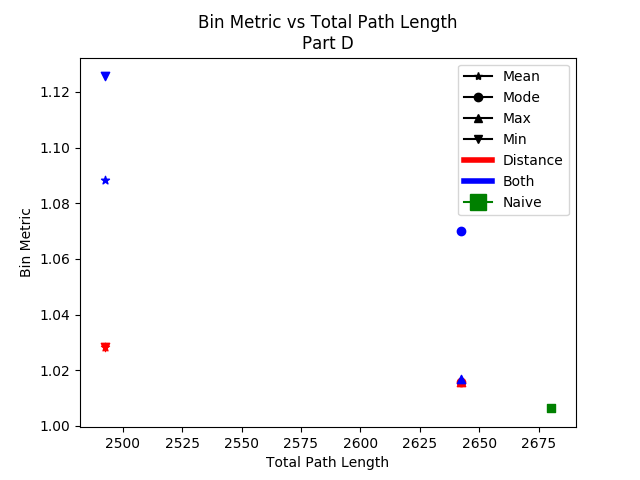 Bin Metric vs Total Path Length
Part D
Bin Metric
1.12
1.10
1.08
1.06
1.04
1.02
1.00
Mean
Mode
Max
Min
Distance
Both
Naive
2500
2525
2550
2575
2600
2625
2650
2675
Total Path Length